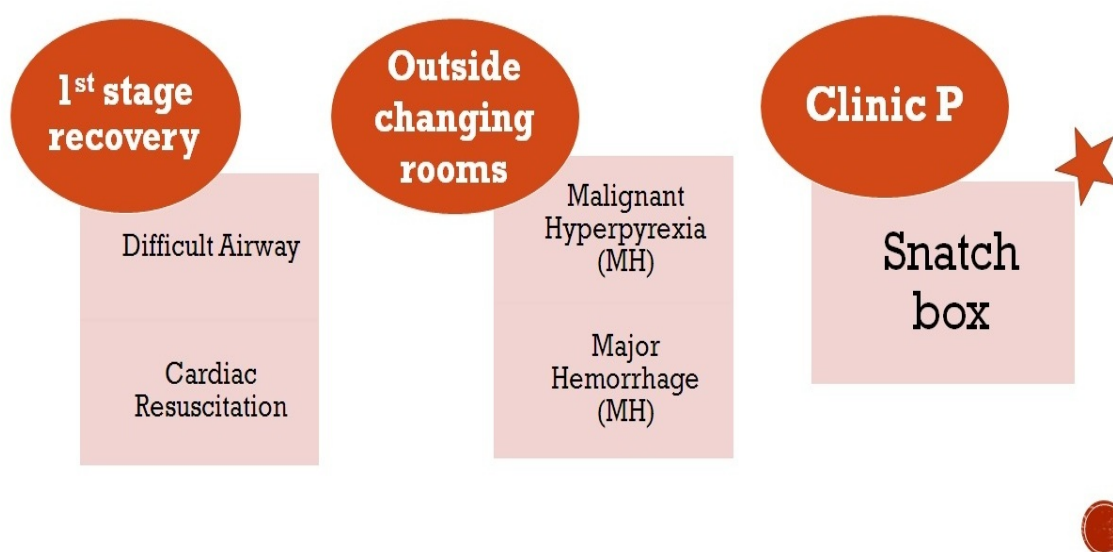 1st stage
recovery
Difficult Airway
Cardiac
Resuscitation
Outside
changing
rooms
Malignant
Hyperpyrexia
(MH)
Major
Hemorrhage
(MH)
Clinic P
Snatch
box